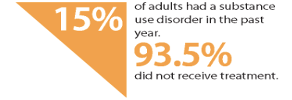 15%
of adults had a substance
use disorder in the past
year.
93.5%
did not receive treatment.